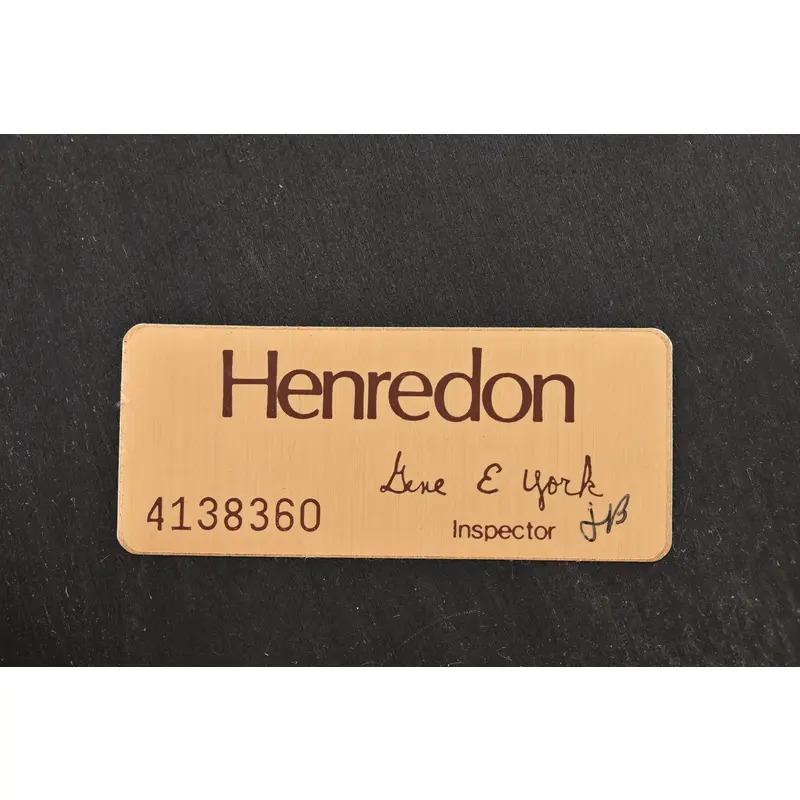 Henredon
Gene E York
4138360
Inspector JB